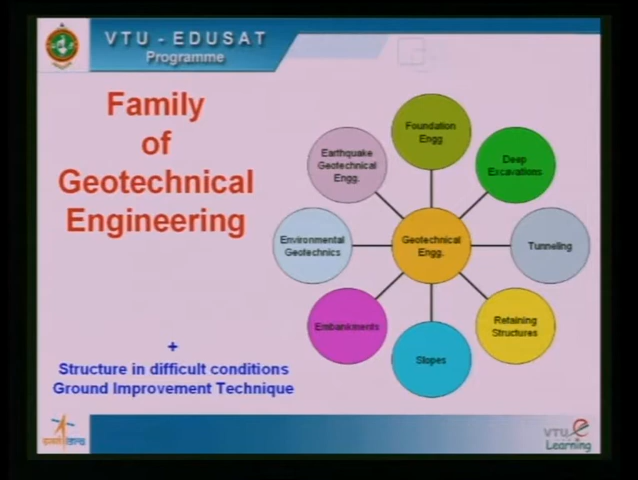 VTU - EDUSAT
Programme
Family
of
Geotechnical
Engineering
Foundation
Engg
Earthquake
Geotechnical
Engg.
Deep
Excavations
Environmental
Geotechnics
Geotechnical
Engg.
Tunneling
Embankments
Retaining
Structures
Slopes
+
Structure in difficult conditions
Ground Improvement Technique
VTU e
Learning